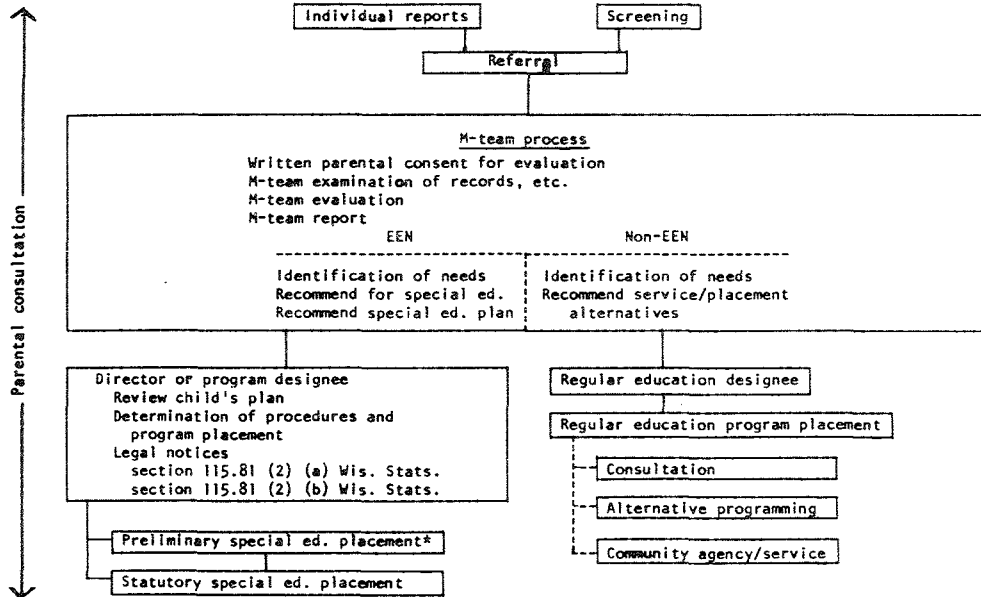 Individual reports
Screening
Referral
Parental consultation
M-team process
Written parental consent for evaluation
M-team examination of records, etc.
M-team evaluation
M-team report
EEN
Identification of needs
Recommend for special ed.
Recommend special ed. plan
Non-EEN
Identification of needs
Recommend service/placement
alternatives
Director or program designee
Review child's plan
Determination of procedures and
program placement
Legal notices
section 115.81 (2) (a) Wis. Stats.
section 115.81 (2) (b) Wis. Stats.
Preliminary special ed. placement*
Statutory special ed. placement
Regular education designee
Regular education program placement
Consultation
Alternative programming
Community agency/service